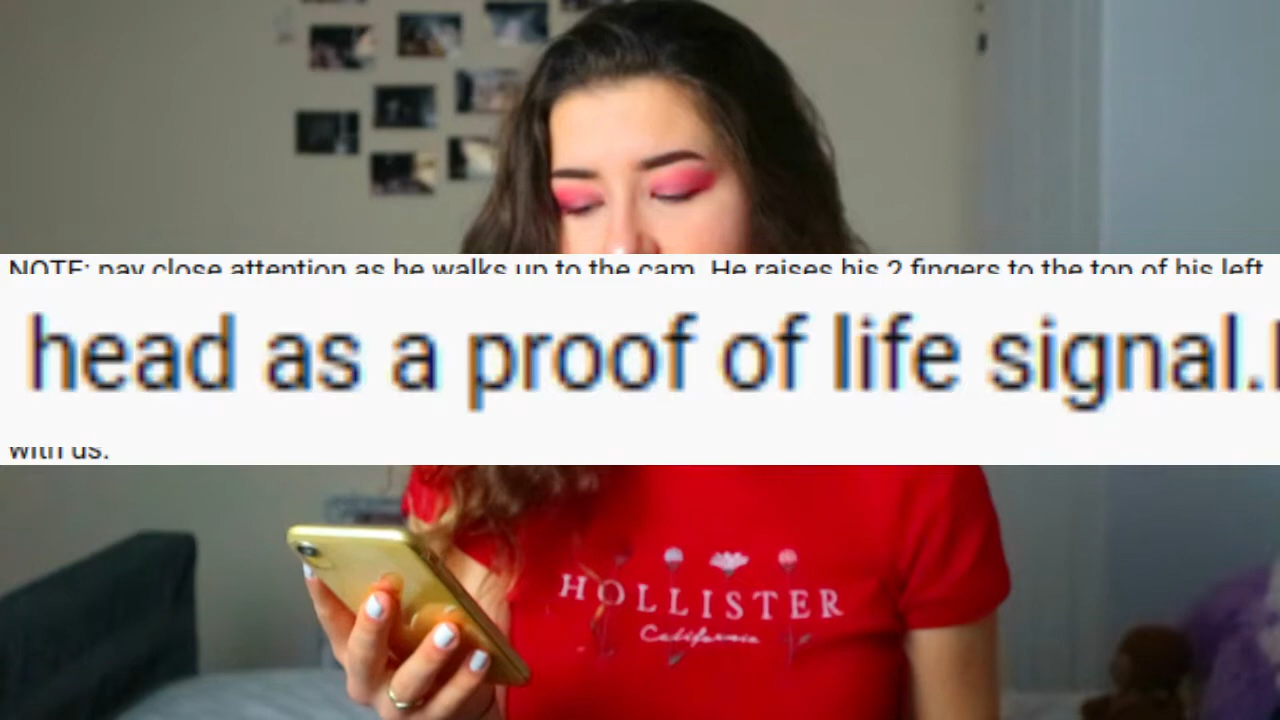 NOTE: pay close attention as he walks up to the cam. He raises his 2 fingers to the top of his left
head as a proof of life signal.
with us.
HOLLISTER
California